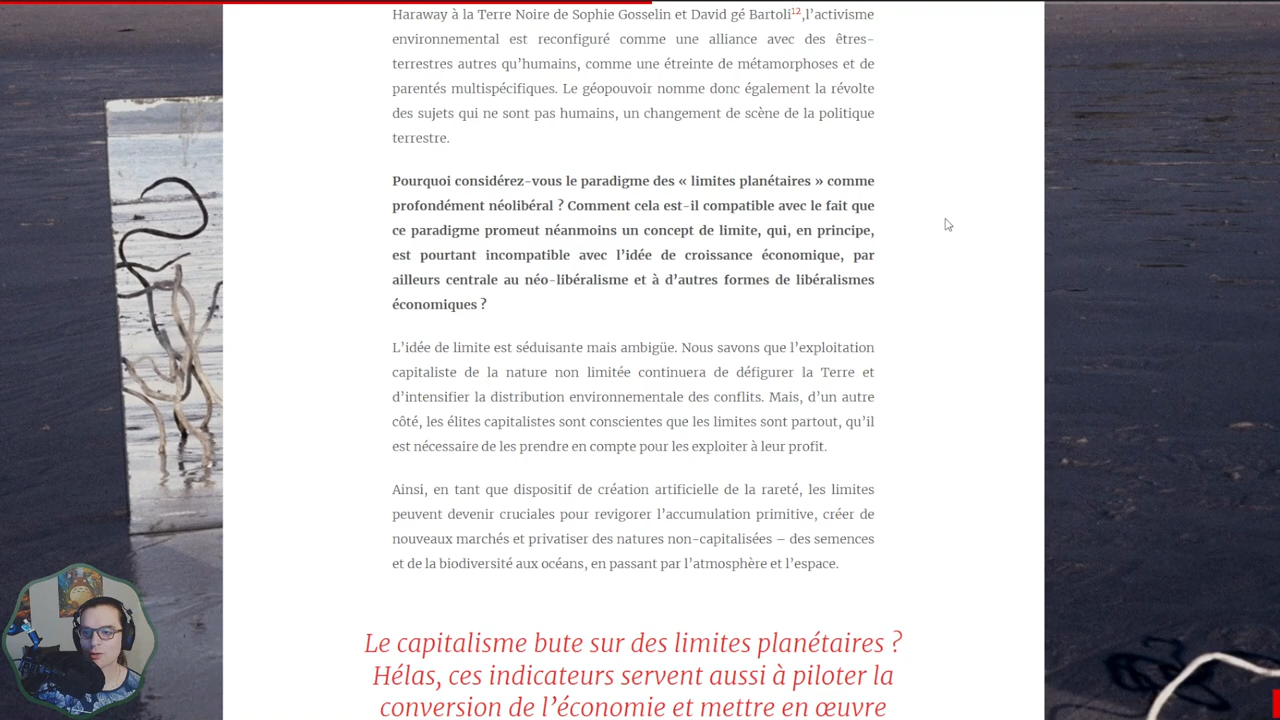 Haraway à la Terre Noire de Sophie Gosselin et David gé Bartoli12,l’activisme
environnemental est reconfiguré comme une alliance avec des êtres-
terrestres autres qu’humains, comme une étreinte de métamorphoses et de
parentés multispécifiques. Le géopouvoir nomme donc également la révolte
des sujets qui ne sont pas humains, un changement de scène de la politique
terrestre.
Pourquoi considérez-vous le paradigme des « limites planétaires » comme
profondément néolibéral ? Comment cela est-il compatible avec le fait que
ce paradigme promeut néanmoins un concept de limite, qui, en principe,
est pourtant incompatible avec l’idée de croissance économique, par
ailleurs centrale au néo-libéralisme et à d’autres formes de libéralismes
économiques ?
L’idée de limite est séduisante mais ambigüe. Nous savons que l’exploitation
capitaliste de la nature non limitée continuera de défigurer la Terre et
d’intensifier la distribution environnementale des conflits. Mais, d’un autre
côté, les élites capitalistes sont conscientes que les limites sont partout, qu’il
est nécessaire de les prendre en compte pour les exploiter à leur profit.
Ainsi, en tant que dispositif de création artificielle de la rareté, les limites
peuvent devenir cruciales pour revigorer l’accumulation primitive, créer de
nouveaux marchés et privatiser des natures non-capitalisées – des semences
et de la biodiversité aux océans, en passant par l’atmosphère et l’espace.
Le capitalisme bute sur des limites planétaires ?
Hélas, ces indicateurs servent aussi à piloter la
conversion de l’économie et mettre en œuvre